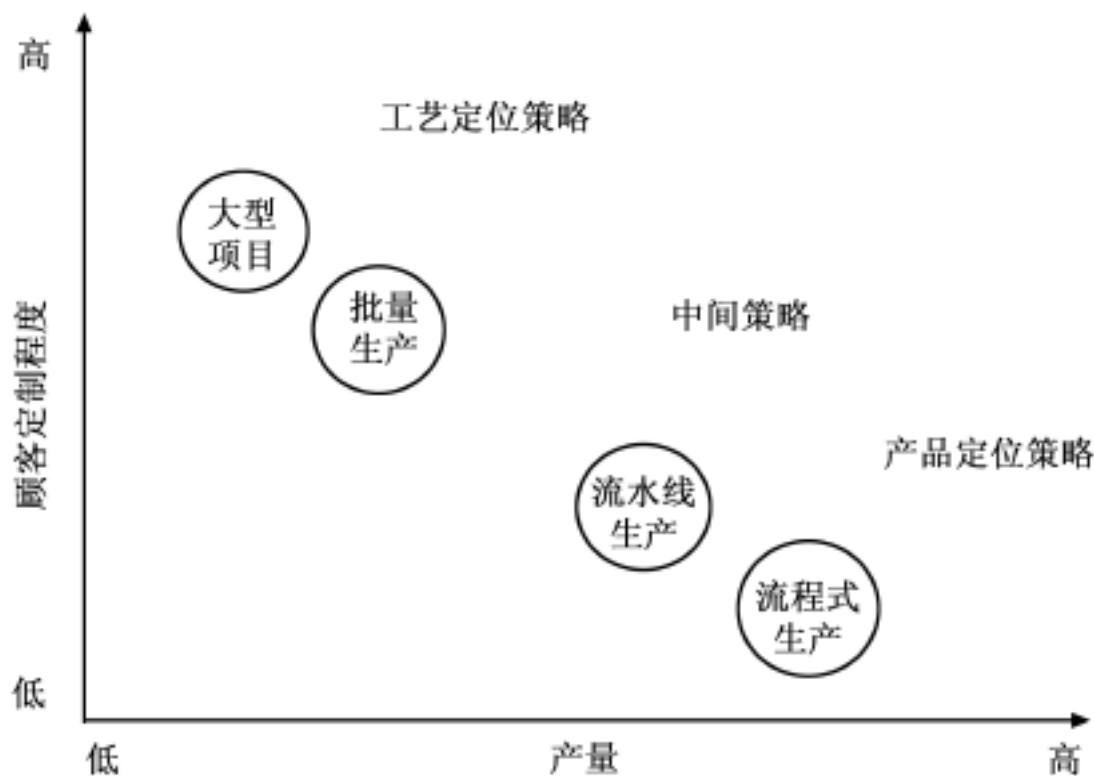 高
工艺定位策略
大型
项目
批量
生产
中间策略
顾客定制程度
产品定位策略
流水线
生产
流程式
生产
低
低
产量
高